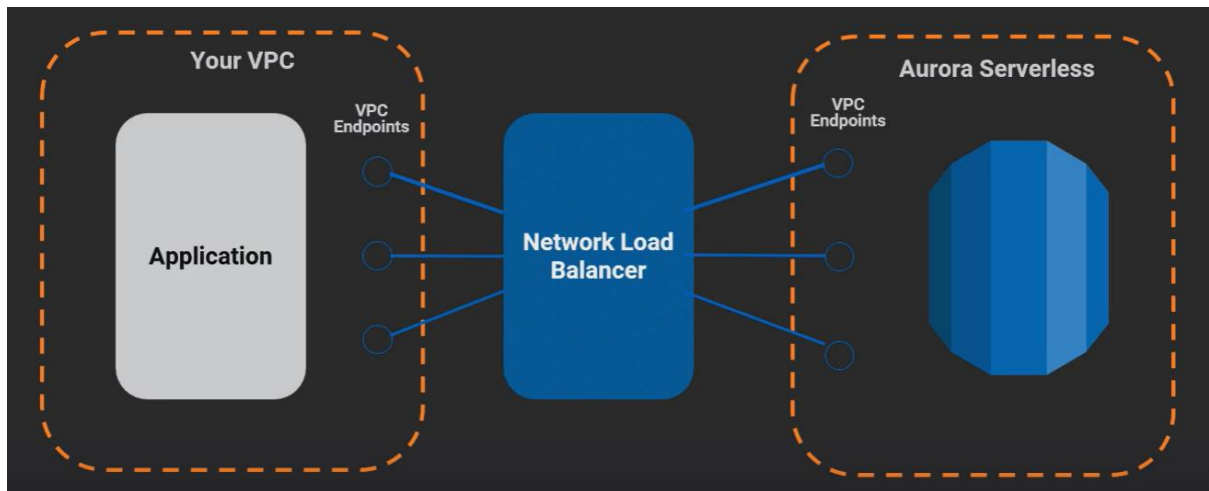 Your VPC
Aurora Serverless
VPC
Endpoints
VPC
Endpoints
Application
Network Load
Balancer